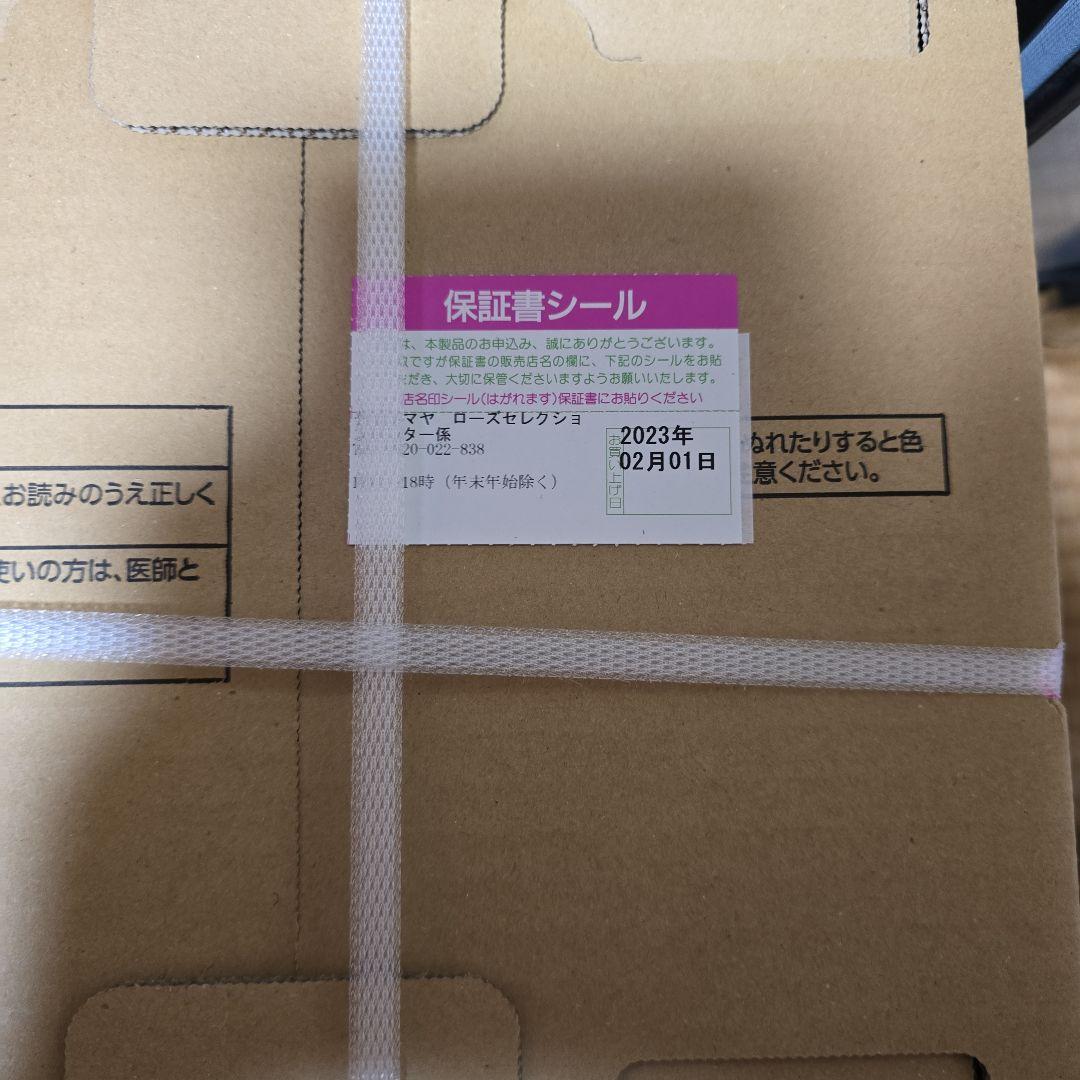 保証書シール
は、本製品のお申込み、誠にありがとうございます。
ですが保証書の販売店名の欄に、下記のシールをお貼
だき、大切に保管くださいますようお願いいたします。
店名印シール(はがれます)保証書にお貼りください
マヤ ローズセレクショ
ター係
20-022-838
18時（年末年始除く）
お買い上げ日
2023年
02月01日
ぬれたりすると色
意ください。
お読みのうえ正しく
使いの方は、医師と